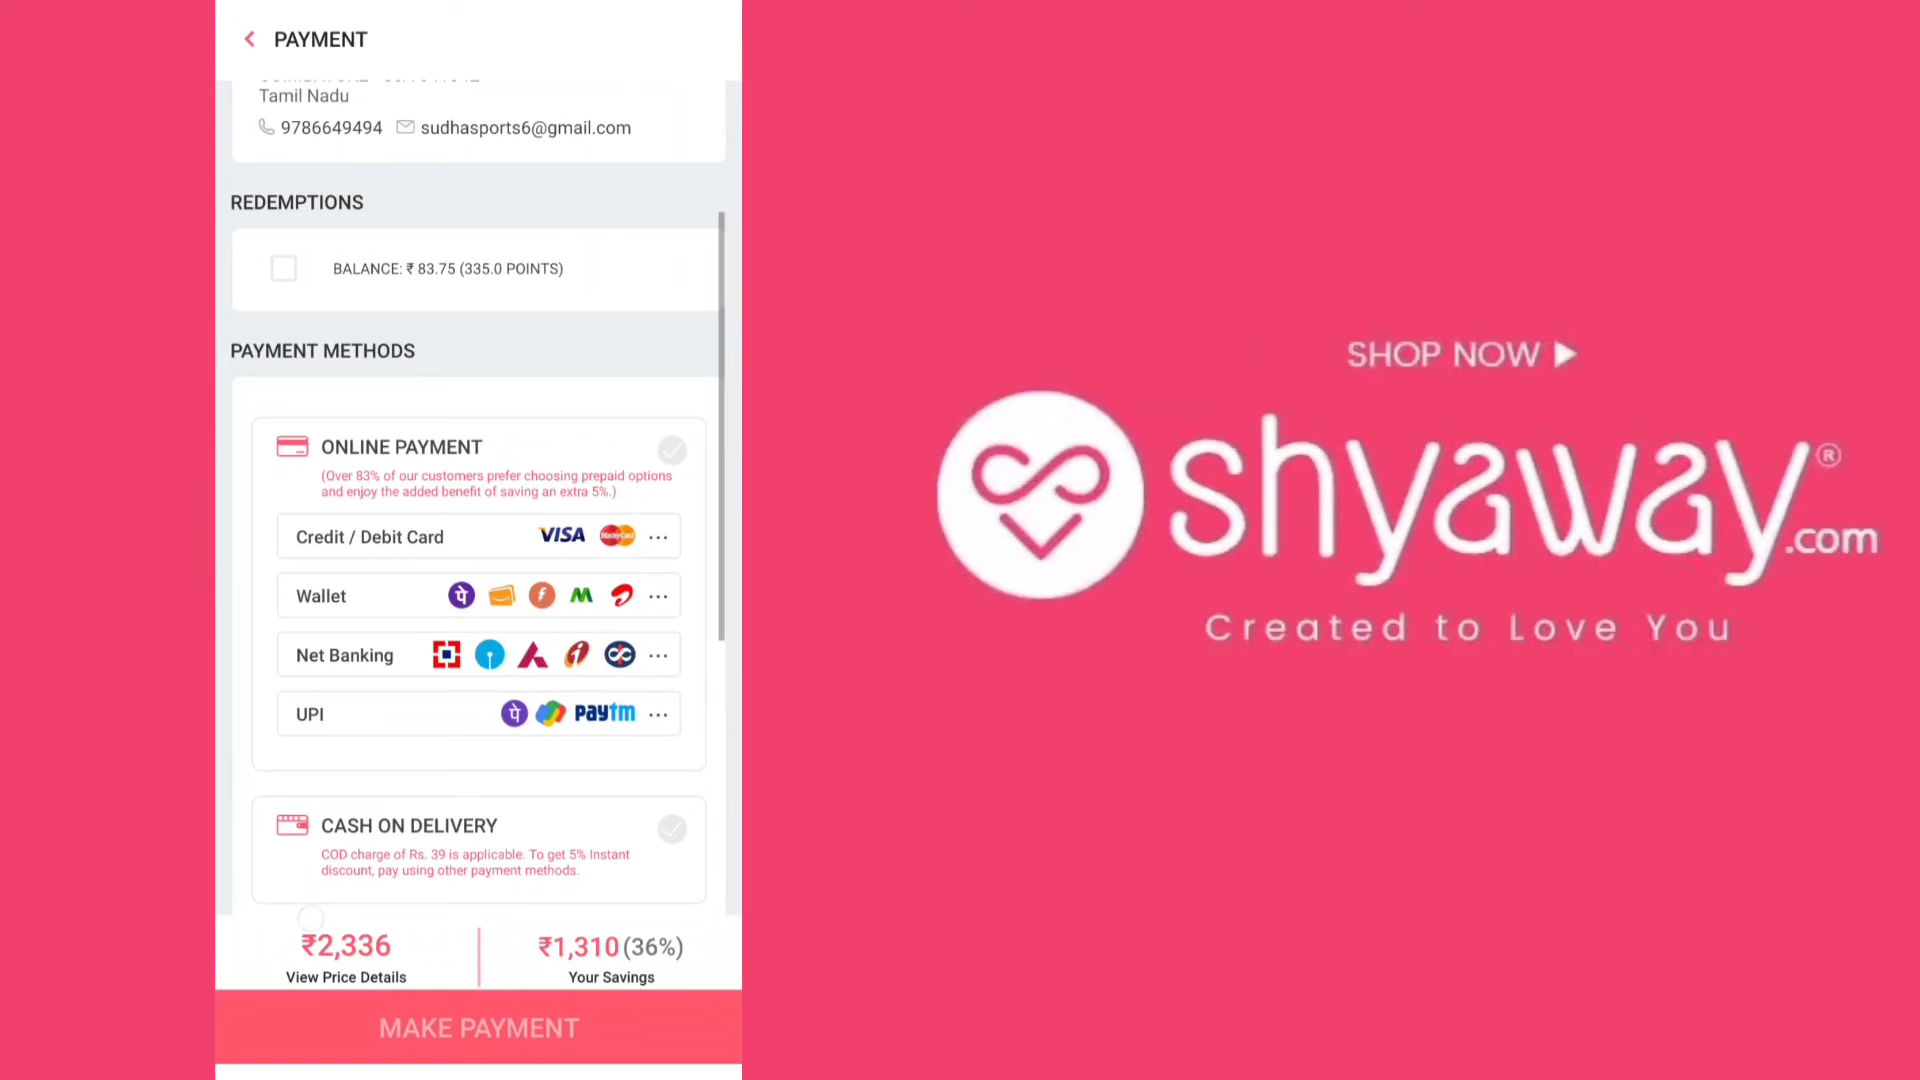 PAYMENT
Tamil Nadu
9786649494 sudhasports6@gmail.com
REDEMPTIONS
BALANCE: ₹ 83.75 (335.0 POINTS)
PAYMENT METHODS
ONLINE PAYMENT
(Over 83% of our customers prefer choosing prepaid options
and enjoy the added benefit of saving an extra 5%.)
Credit / Debit Card VISA MasterCard ...
Wallet ...
Net Banking ...
UPI paytm ...
CASH ON DELIVERY
COD charge of Rs. 39 is applicable. To get 5% Instant
discount, pay using other payment methods.
₹2,336 ₹1,310 (36%)
View Price Details Your Savings
MAKE PAYMENT
SHOP NOW ▶
shyaway®.com
Created to Love You